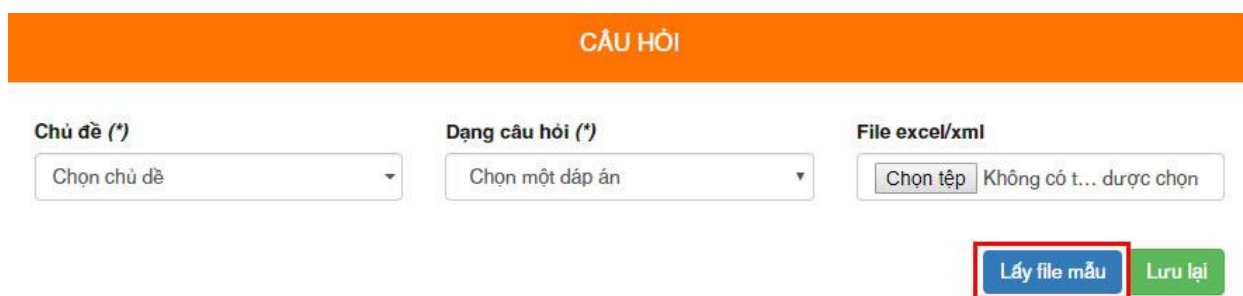 CÂU HỎI
Chủ đề (*)
Dạng câu hỏi (*)
File excel/xml
Chọn chủ đề
Chọn một đáp án
Chọn tệp Không có t... được chọn
Lấy file mẫu
Lưu lại